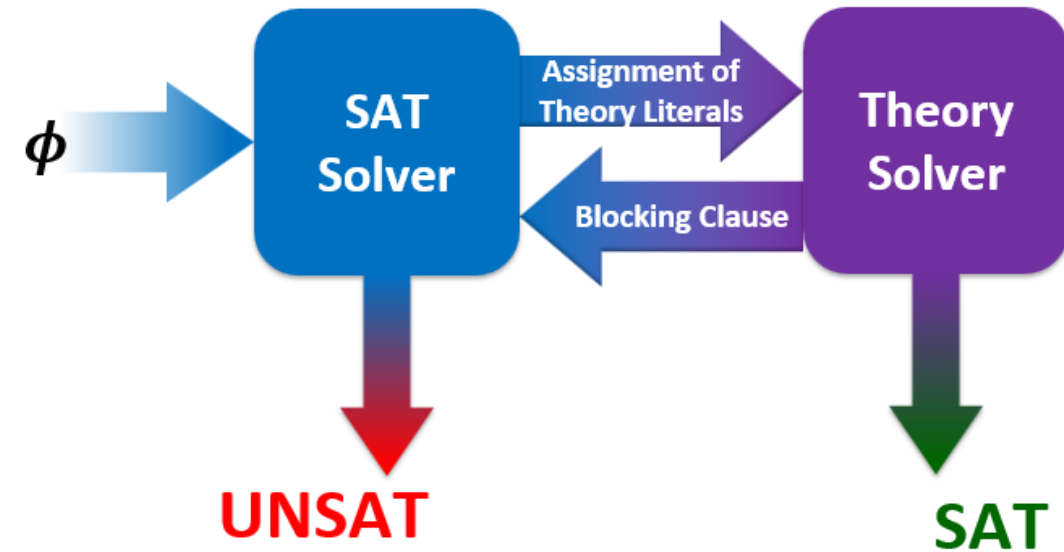 ϕ
SAT
Solver
Assignment of
Theory Literals
Theory
Solver
Blocking Clause
UNSAT
SAT